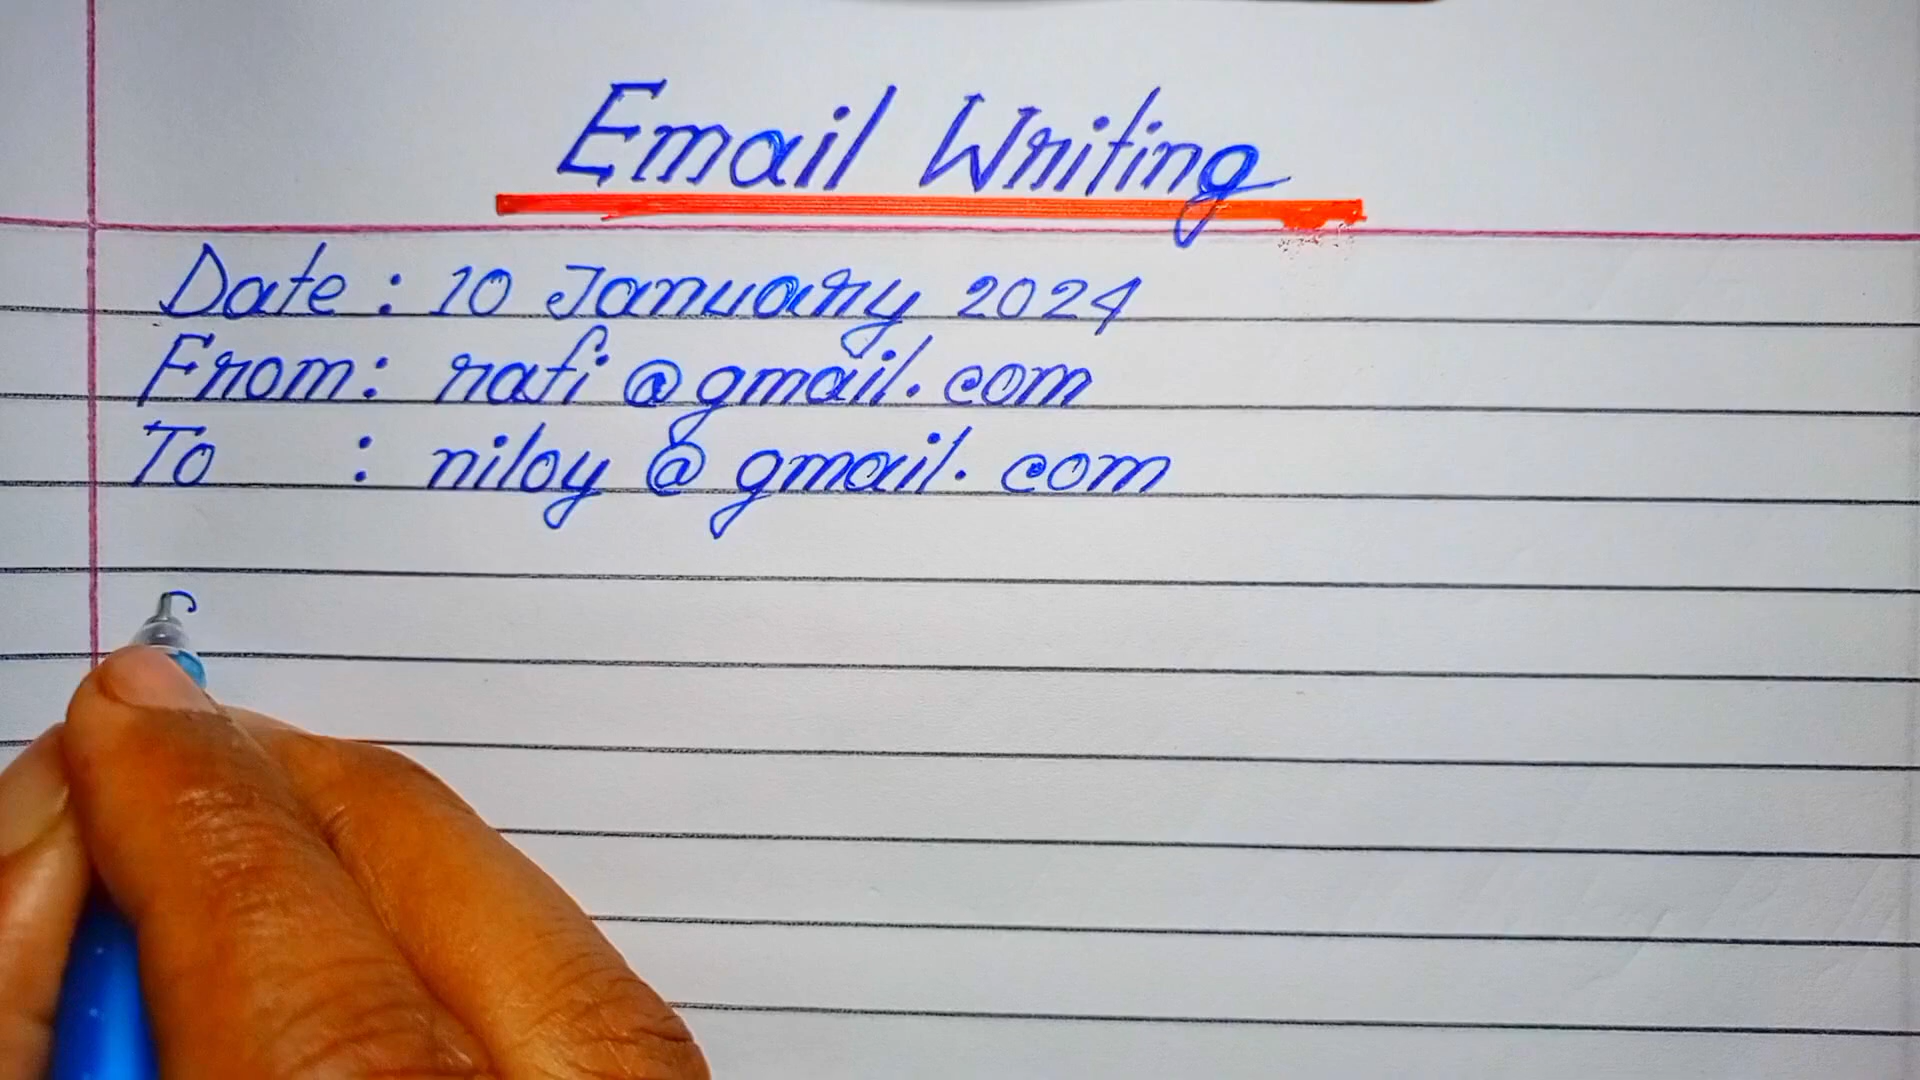 Email Writing
Date : 10 January 2024
From : rafi @ gmail. com
To : niloy @ gmail. com